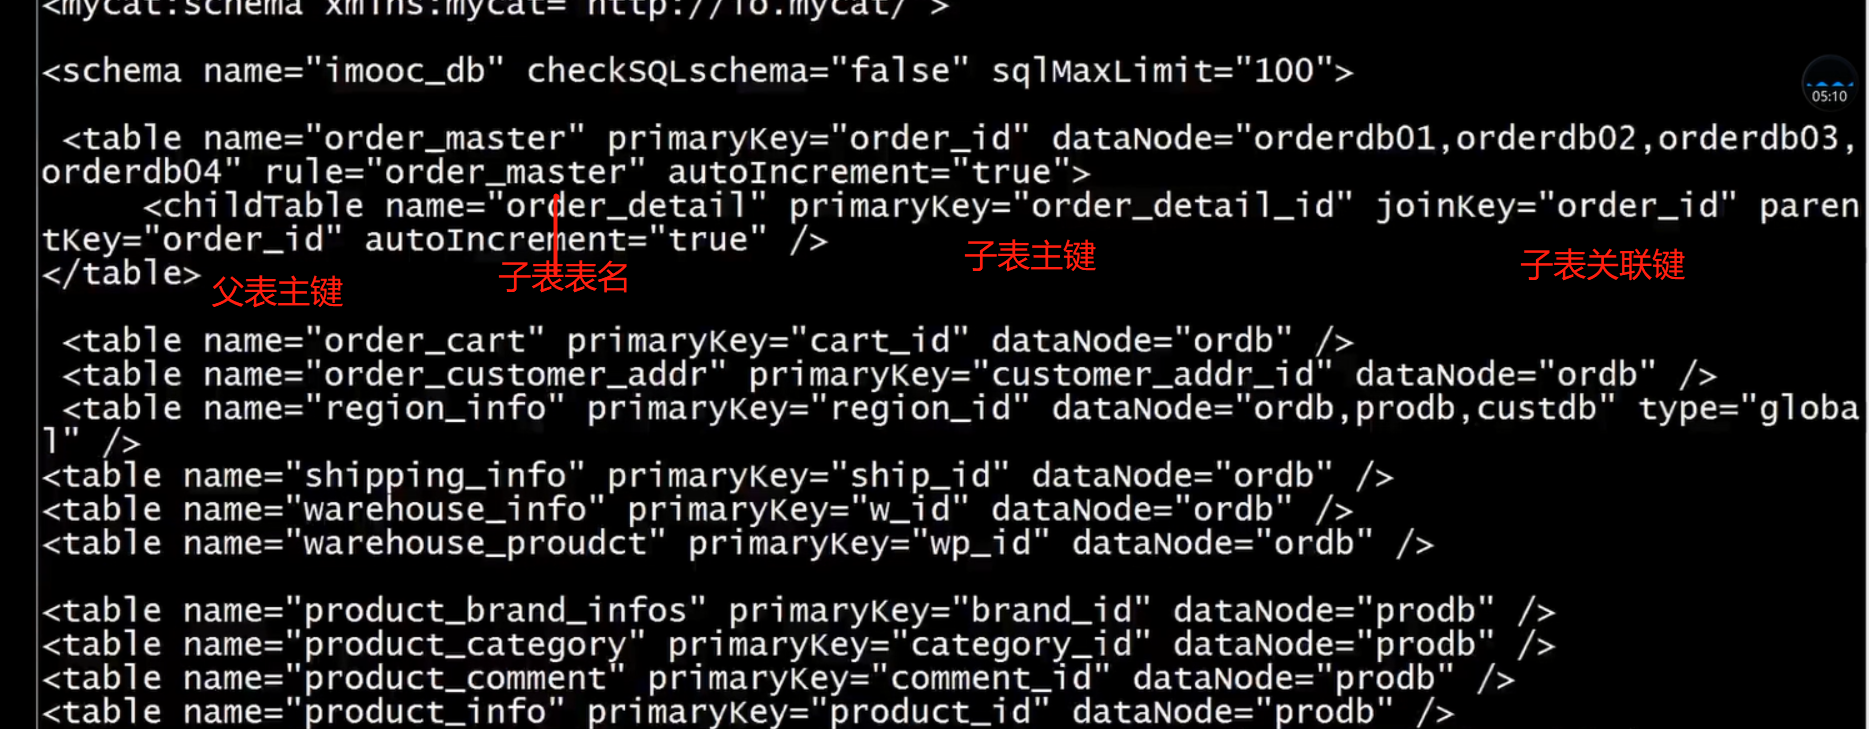 <mycat:schema xmlns:mycat="http://io.mycat/">
<schema name="imooc_db" checkSQLschema="false" sqlMaxLimit="100">
05:10
<table name="order_master" primaryKey="order_id" dataNode="orderdb01,orderdb02,orderdb03,
orderdb04" rule="order_master" autoIncrement="true">
<childTable name="order_detail" primaryKey="order_detail_id" joinKey="order_id" paren
tKey="order_id" autoIncrement="true" />
子表主键
子表关联键
</table>
父表主键
子表表名
<table name="order_cart" primaryKey="cart_id" dataNode="ordb" />
<table name="order_customer_addr" primaryKey="customer_addr_id" dataNode="ordb" />
<table name="region_info" primaryKey="region_id" dataNode="ordb,prodb,custdb" type="globa
l" />
<table name="shipping_info" primaryKey="ship_id" dataNode="ordb" />
<table name="warehouse_info" primaryKey="w_id" dataNode="ordb" />
<table name="warehouse_proudct" primaryKey="wp_id" dataNode="ordb" />
<table name="product_brand_infos" primaryKey="brand_id" dataNode="prodb" />
<table name="product_category" primaryKey="category_id" dataNode="prodb" />
<table name="product_comment" primaryKey="comment_id" dataNode="prodb" />
<table name="product_info" primaryKey="product_id" dataNode="prodb" />